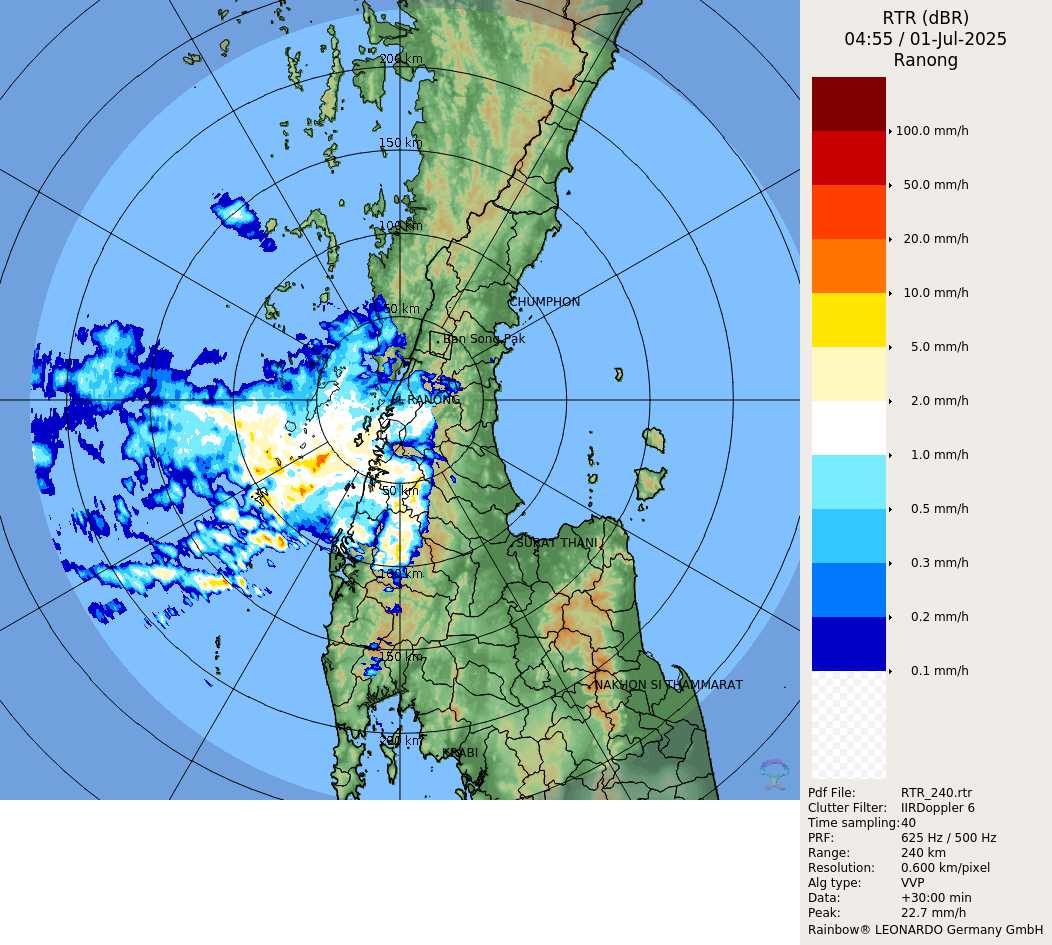 RTR (dBR)
04:55 / 01-Jul-2025
Ranong
200 km
150 km
100 km
50 km
CHUMPHON
Ban Song Pak
RANONG
50 km
SURAT THANI
100 km
150 km
NAKHON SI THAMMARAT
200 km
KRABI
100.0 mm/h
50.0 mm/h
20.0 mm/h
10.0 mm/h
5.0 mm/h
2.0 mm/h
1.0 mm/h
0.5 mm/h
0.3 mm/h
0.2 mm/h
0.1 mm/h
Pdf File: RTR_240.rtr
Clutter Filter: IIRDoppler 6
Time sampling: 40
PRF: 625 Hz / 500 Hz
Range: 240 km
Resolution: 0.600 km/pixel
Alg type: VVP
Data: +30:00 min
Peak: 22.7 mm/h
Rainbow® LEONARDO Germany GmbH